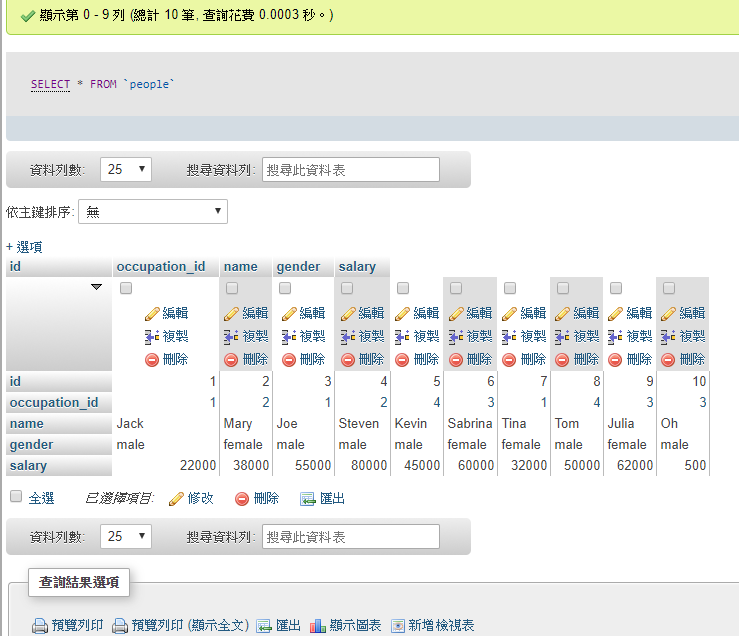 顯示第 0 - 9 列 (總計 10 筆, 查詢花費 0.0003 秒。)
SELECT * FROM `people`
資料列數: 25 搜尋資料列: 搜尋此資料表
依主鍵排序: 無
+ 選項
id occupation_id name gender salary
編輯 編輯 編輯 編輯 編輯 編輯 編輯 編輯 編輯 編輯
複製 複製 複製 複製 複製 複製 複製 複製 複製 複製
刪除 刪除 刪除 刪除 刪除 刪除 刪除 刪除 刪除 刪除
id 1 2 3 4 5 6 7 8 9 10
occupation_id 1 2 1 2 4 3 1 4 3 3
name Jack Mary Joe Steven Kevin Sabrina Tina Tom Julia Oh
gender male female male male male female female male female male
salary 22000 38000 55000 80000 45000 60000 32000 50000 62000 500
全選 已選擇項目: 修改 刪除 匯出
資料列數: 25 搜尋資料列: 搜尋此資料表
查詢結果選項
預覽列印 預覽列印 (顯示全文) 匯出 顯示圖表 新增檢視表